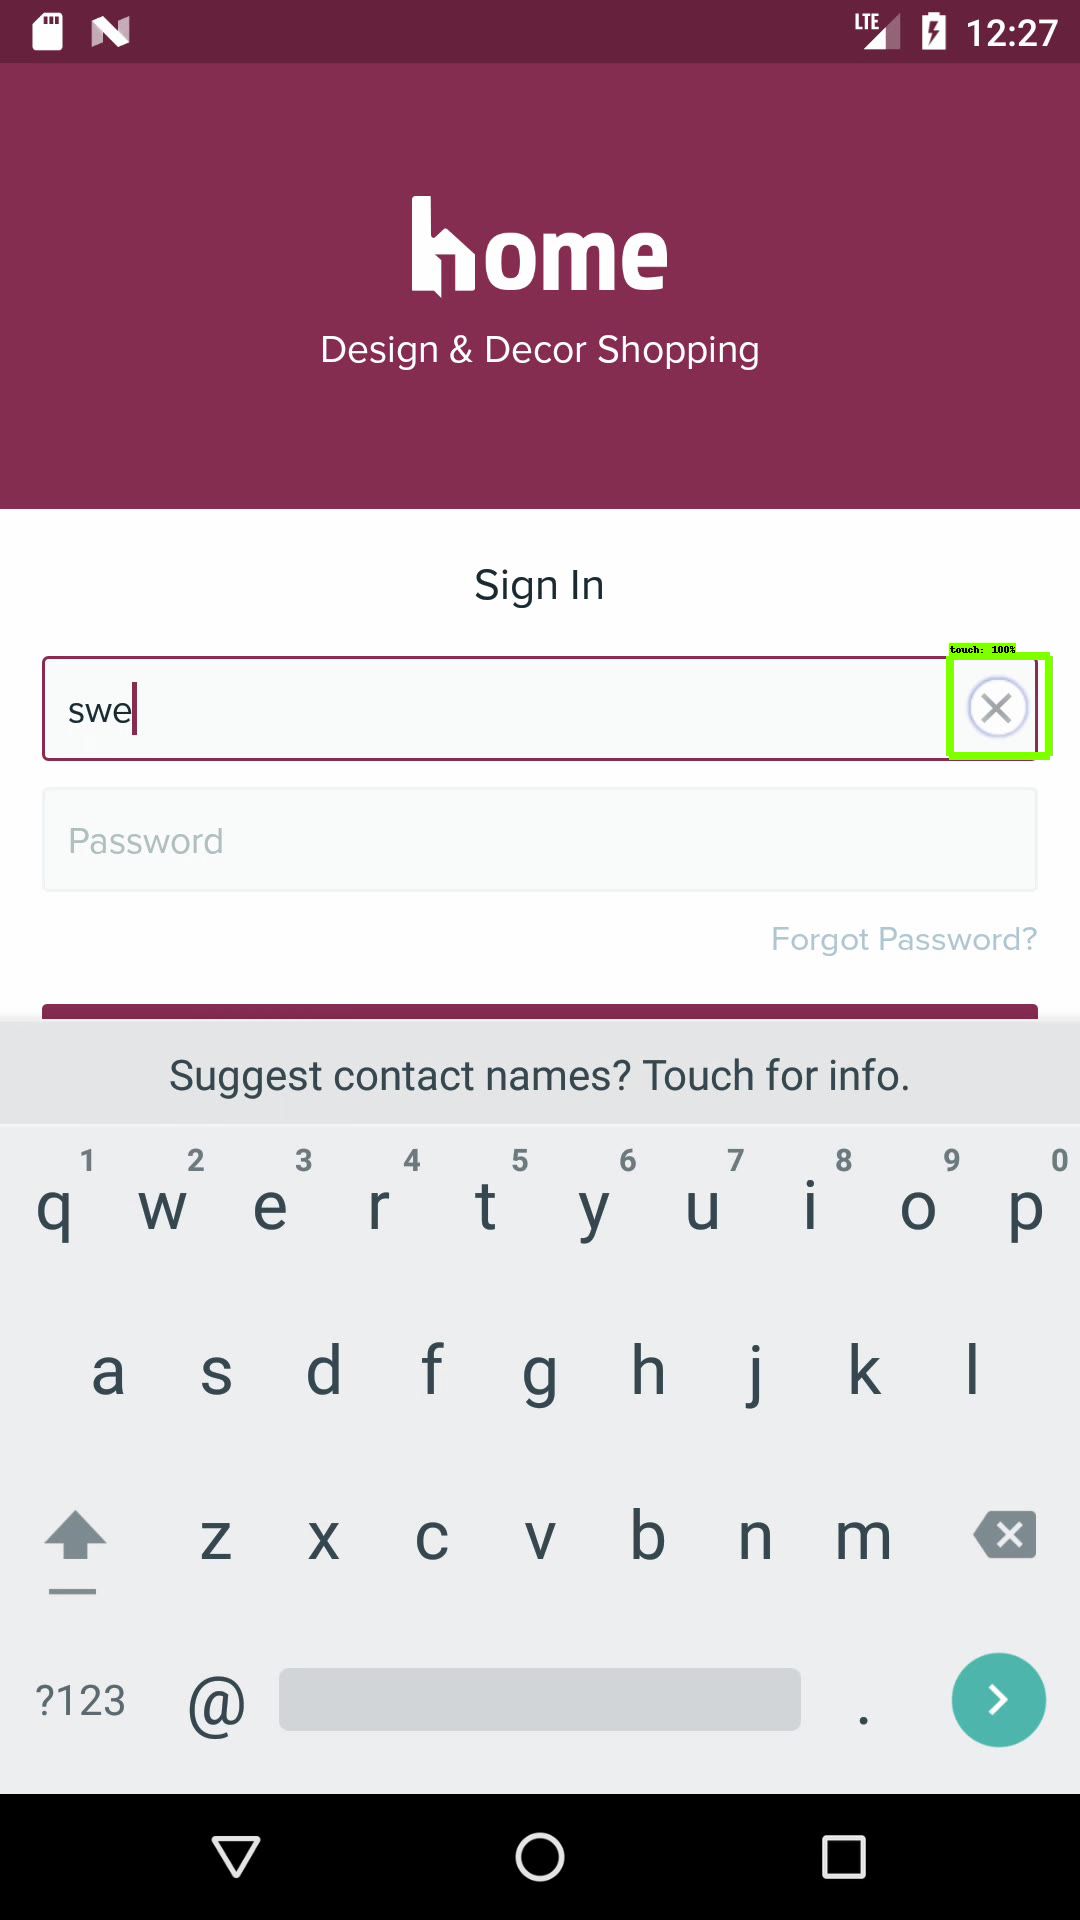 LTE 12:27
home
Design & Decor Shopping
Sign In
touch: 100%
swe
Password
Forgot Password?
Suggest contact names? Touch for info.
1 2 3 4 5 6 7 8 9 0
q w e r t y u i o p
a s d f g h j k l
z x c v b n m
?123 @ .